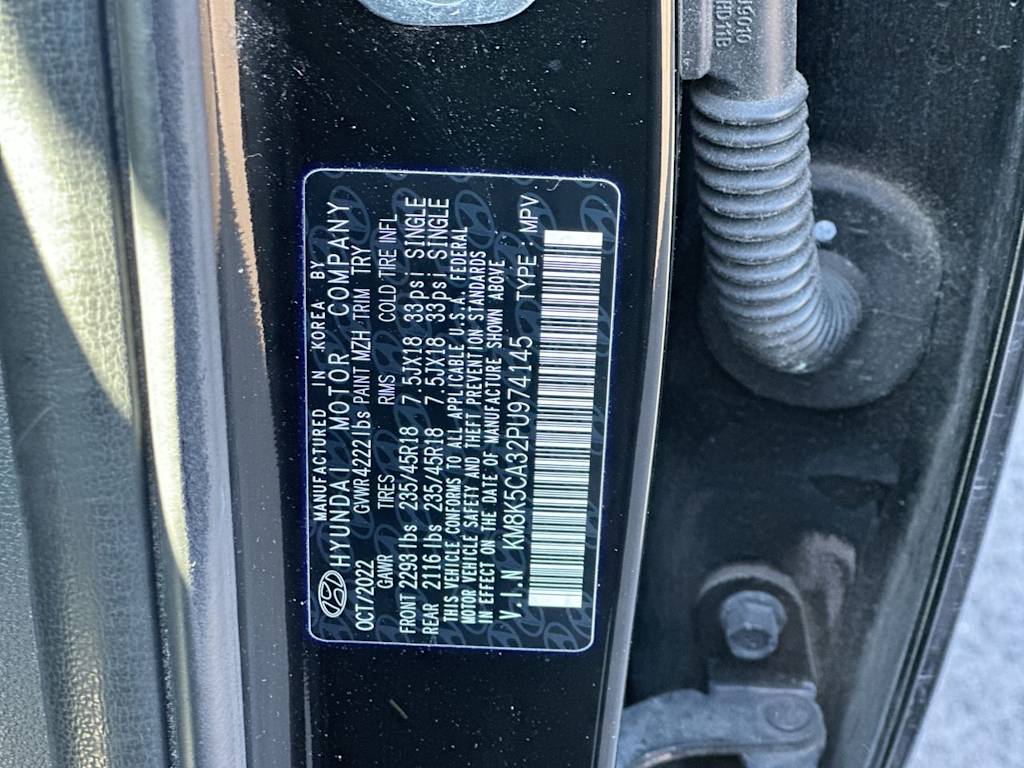 MANUFACTURED IN KOREA BY
HYUNDAI MOTOR COMPANY
OCT/2022 GVWR4222 lbs PAINT MZH TRIM TRY
GAWR TIRES RIMS COLD TIRE INFL
FRONT 2293 lbs 235/45R18 7.5JX18 33psi SINGLE
REAR 2116 lbs 235/45R18 7.5JX18 33psi SINGLE
THIS VEHICLE CONFORMS TO ALL APPLICABLE U.S.A. FEDERAL
MOTOR VEHICLE SAFETY AND THEFT PREVENTION STANDARDS
IN EFFECT ON THE DATE OF MANUFACTURE SHOWN ABOVE
V.I.N : KM8K5CA32PU974145 TYPE : MPV